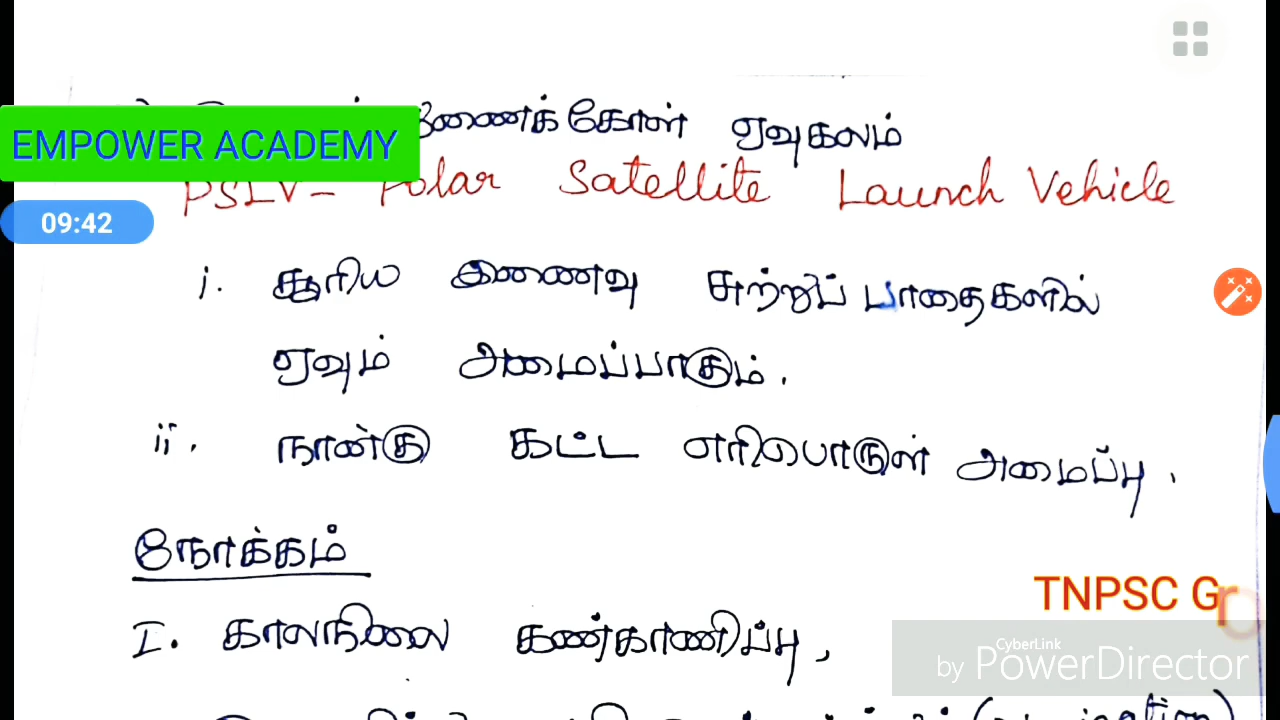 EMPOWER ACADEMY
ஏவுகலம்
PSLV - Polar Satellite Launch Vehicle
09:42
i. சூரிய இணைவு சுற்றுப் பாதைகளில்
ஏவும் அமைப்பாகும்.
ii. நான்கு கட்ட எரிபொருள் அமைப்பு.
நோக்கம்
TNPSC Gr
I. காலநிலை கண்காணிப்பு,
CyberLink
by PowerDirector